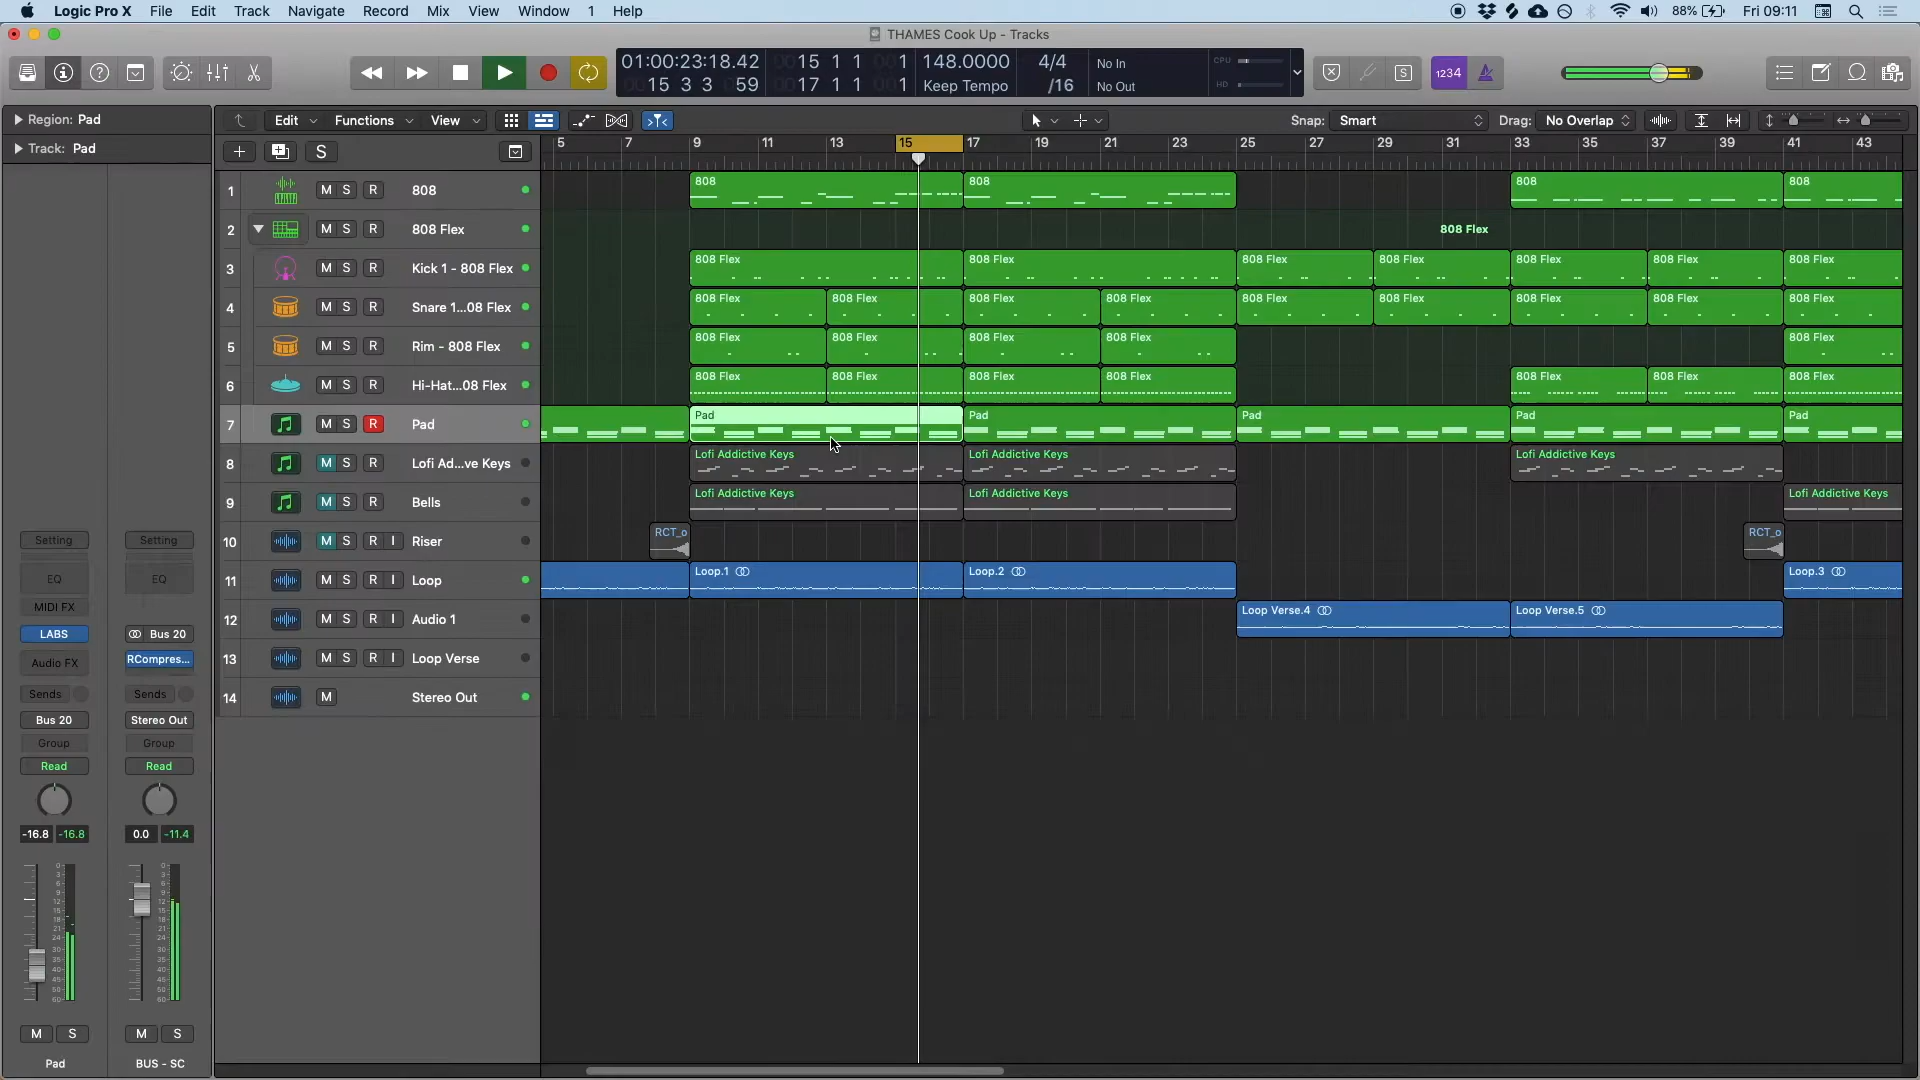 Logic Pro X File Edit Track Navigate Record Mix View Window 1 Help 88% Fri 09:11
THAMES Cook Up - Tracks
01:00:23:18.42 15 1 1 1 148.0000 4/4 No In CPU
15 3 3 59 17 1 1 1 Keep Tempo /16 No Out HD
1234
Region: Pad
Track: Pad
Edit Functions View Snap: Smart Drag: No Overlap
S
5 7 9 11 13 15 17 19 21 23 25 27 29 31 33 35 37 39 41 43
1 M S R 808
808 808 808 808
2 M S R 808 Flex
808 Flex
3 M S R Kick 1 - 808 Flex
808 Flex 808 Flex 808 Flex 808 Flex 808 Flex 808 Flex 808 Flex
4 M S R Snare 1...08 Flex
808 Flex 808 Flex 808 Flex 808 Flex 808 Flex 808 Flex 808 Flex 808 Flex 808 Flex
5 M S R Rim - 808 Flex
808 Flex 808 Flex 808 Flex 808 Flex 808 Flex
6 M S R Hi-Hat...08 Flex
808 Flex 808 Flex 808 Flex 808 Flex 808 Flex 808 Flex 808 Flex
7 M S R Pad
Pad Pad Pad Pad Pad
8 M S R Lofi Ad...ve Keys
Lofi Addictive Keys Lofi Addictive Keys Lofi Addictive Keys
9 M S R Bells
Lofi Addictive Keys Lofi Addictive Keys Lofi Addictive Keys
10 M S R I Riser
RCT_o RCT_o
11 M S R I Loop
Loop.1 Loop.2 Loop.3
12 M S R I Audio 1
Loop Verse.4 Loop Verse.5
13 M S R I Loop Verse
14 M Stereo Out
Setting Setting
EQ EQ
MIDI FX
LABS Bus 20
Audio FX RCompres...
Sends Sends
Bus 20 Stereo Out
Group Group
Read Read
-16.8 -16.8 0.0 -11.4
M S M S
Pad BUS - SC